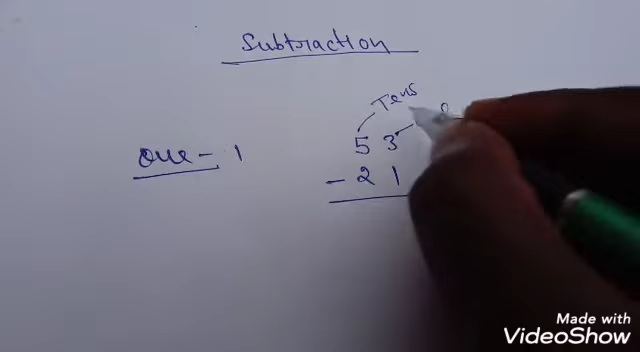 Subtraction
Tens
One - 1
5 3
- 2 1
Made with
VideoShow